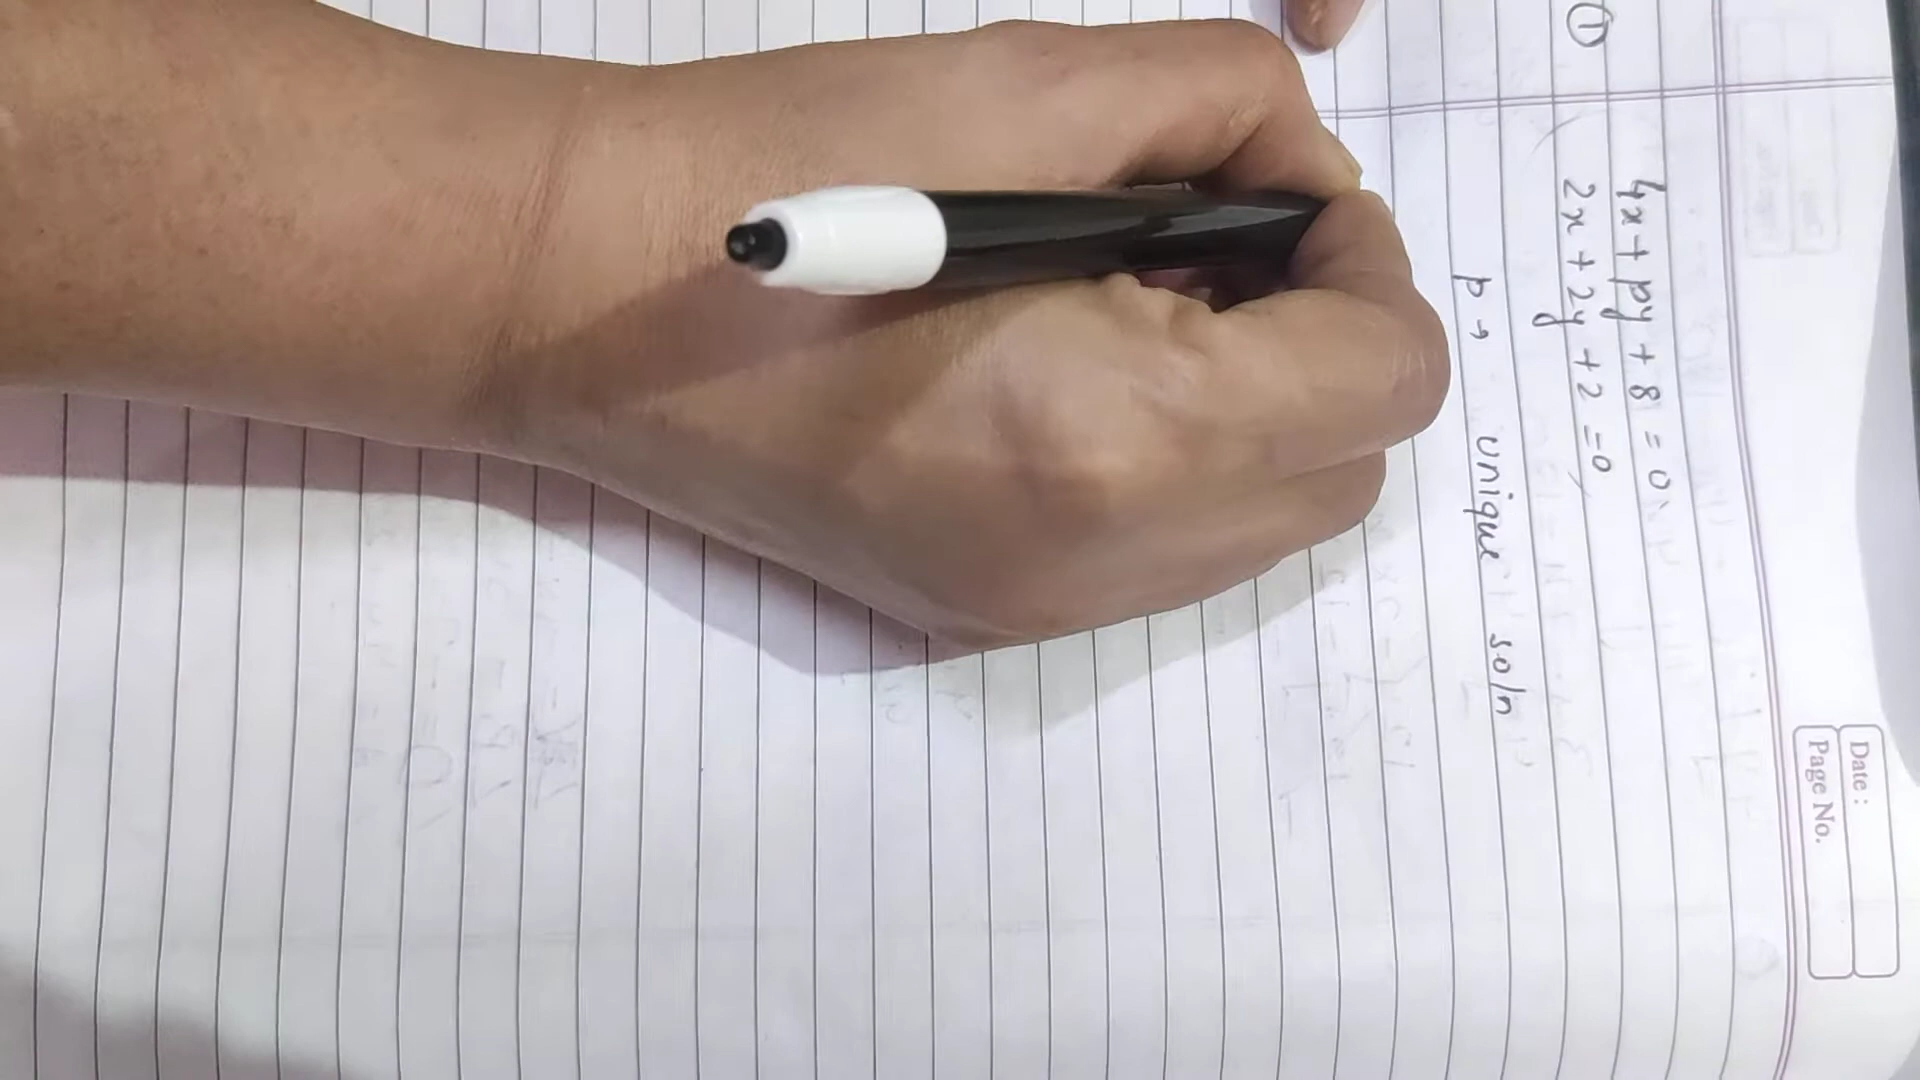 Date :
Page No.
4x + py + 8 = 0
① 2x + 2y + 2 = 0,
p → unique soln